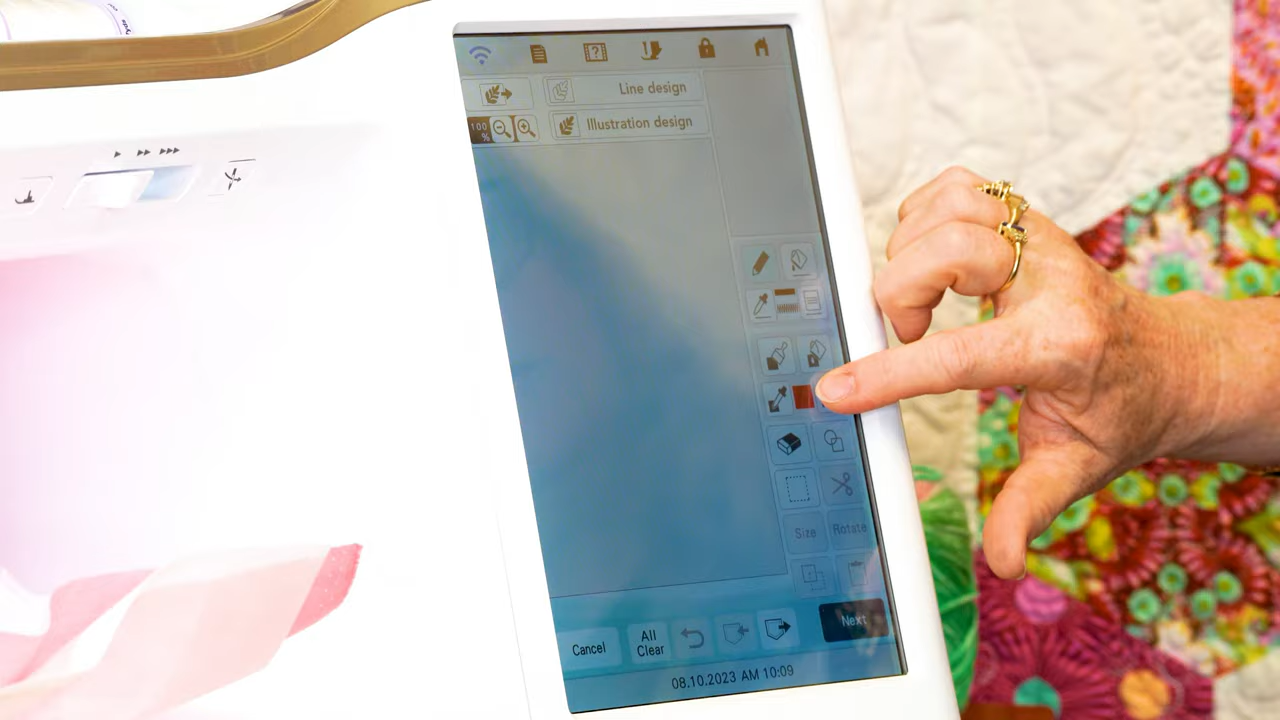 Line design
100
%
Illustration design
Size
Rotate
Cancel
All
Clear
Next
08.10.2023 AM 10:09